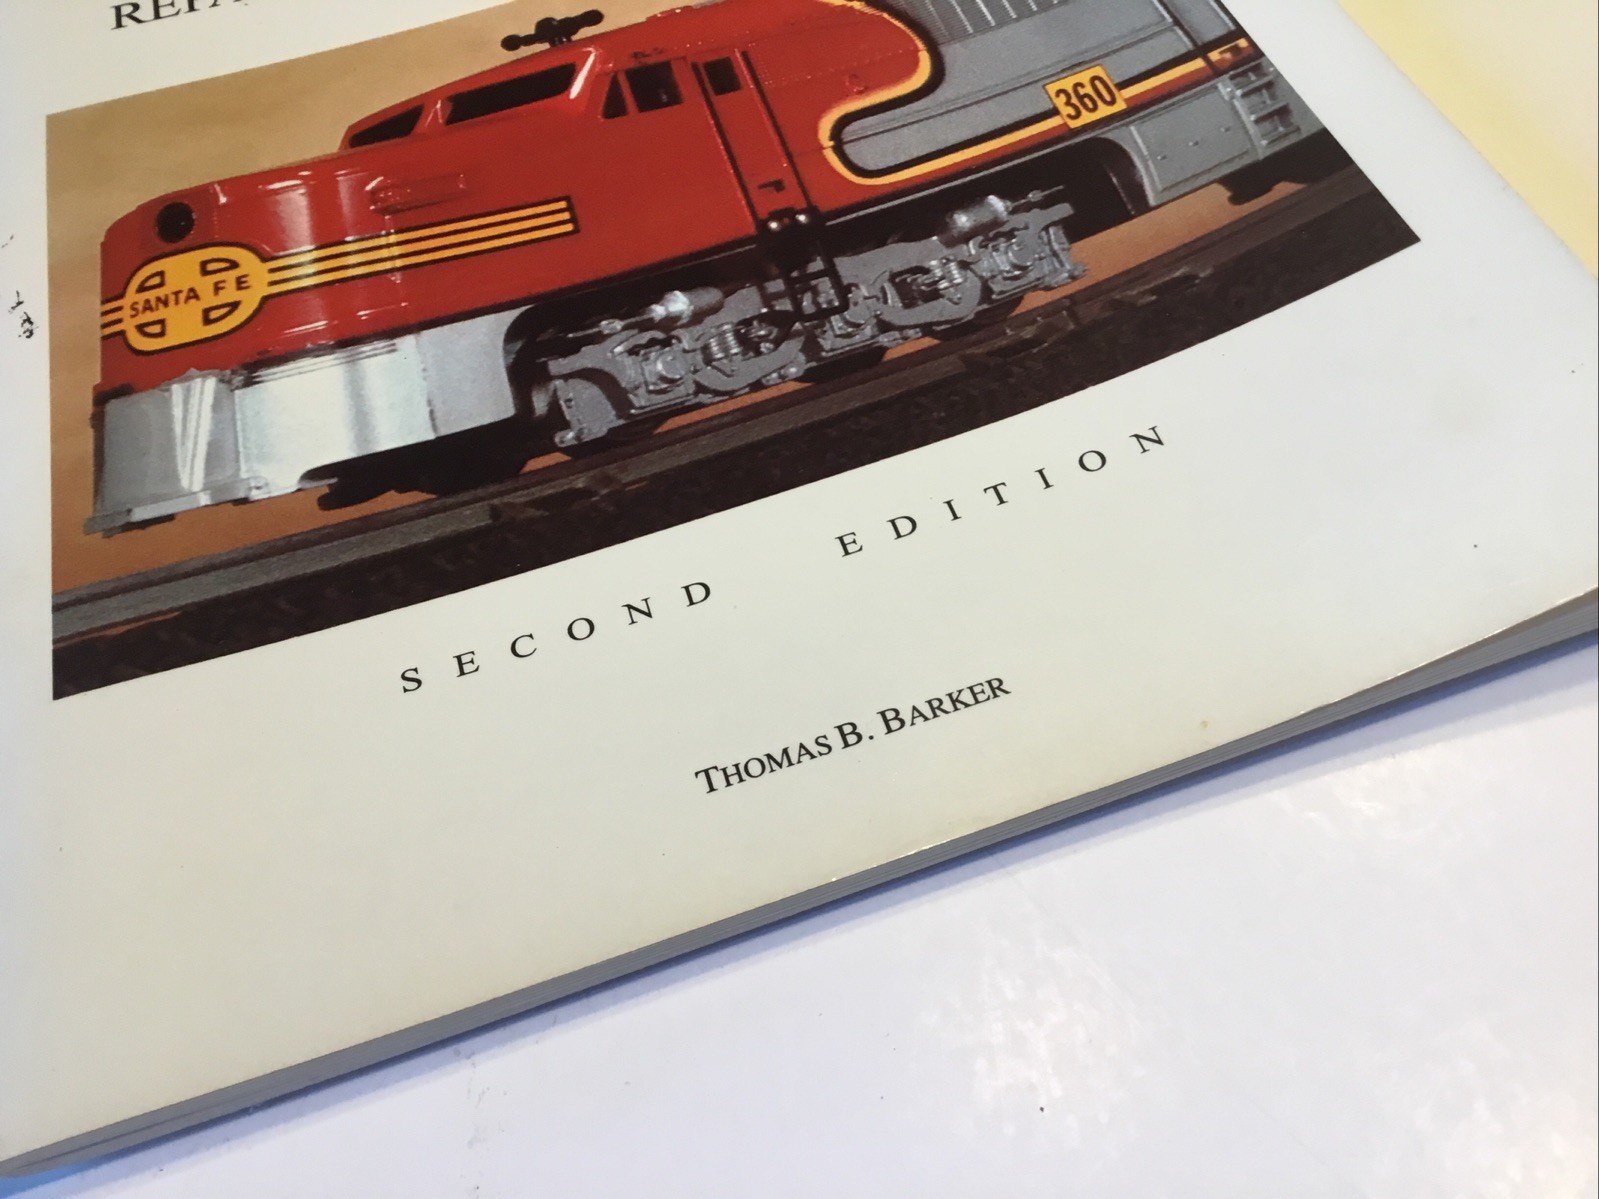 SANTA FE
360
SECOND EDITION
THOMAS B. BARKER